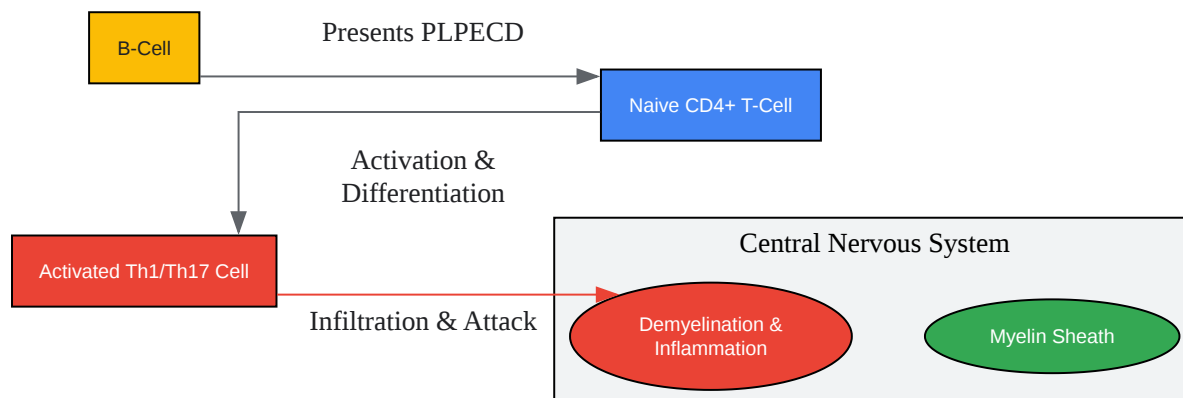 B-Cell
Presents PLPECD
Naive CD4+ T-Cell
Activation &
Differentiation
Activated Th1/Th17 Cell
Infiltration & Attack
Central Nervous System
Demyelination &
Inflammation
Myelin Sheath